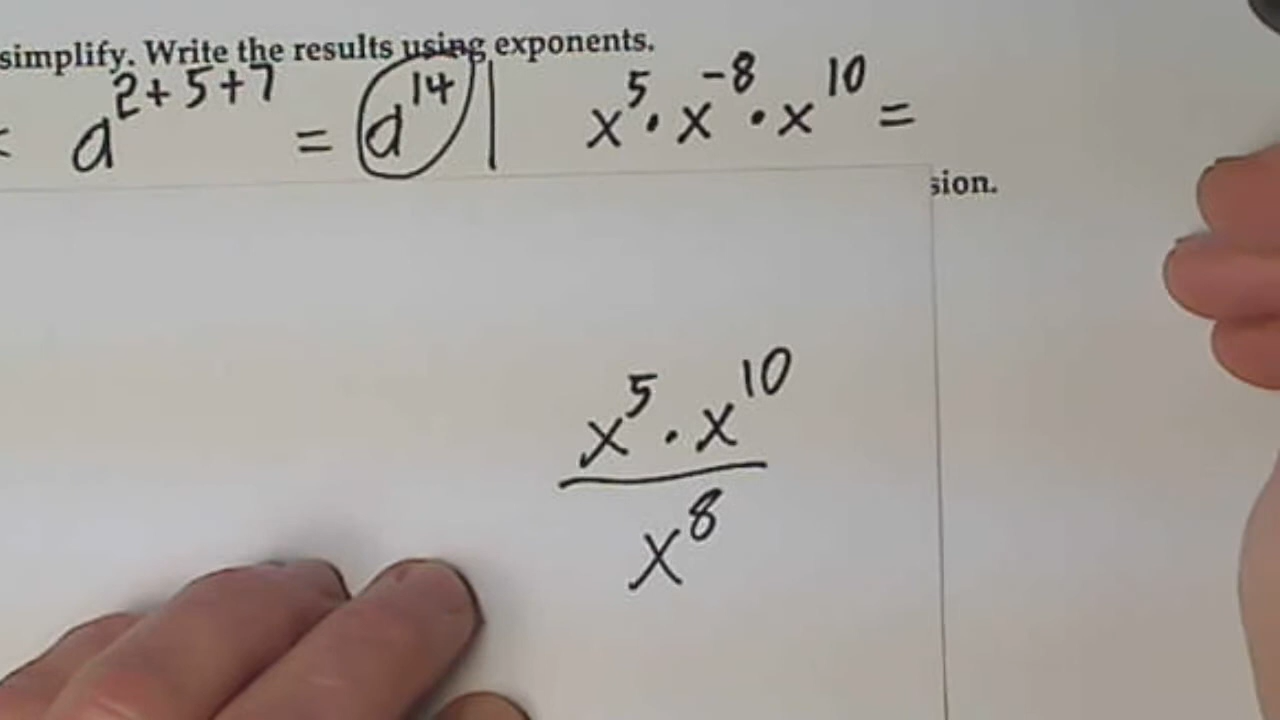 simplify. Write the results using exponents.
= a^{2+5+7} = a^{14} | x^5 · x^{-8} · x^{10} =
sion.
x^5 · x^{10}
x^8